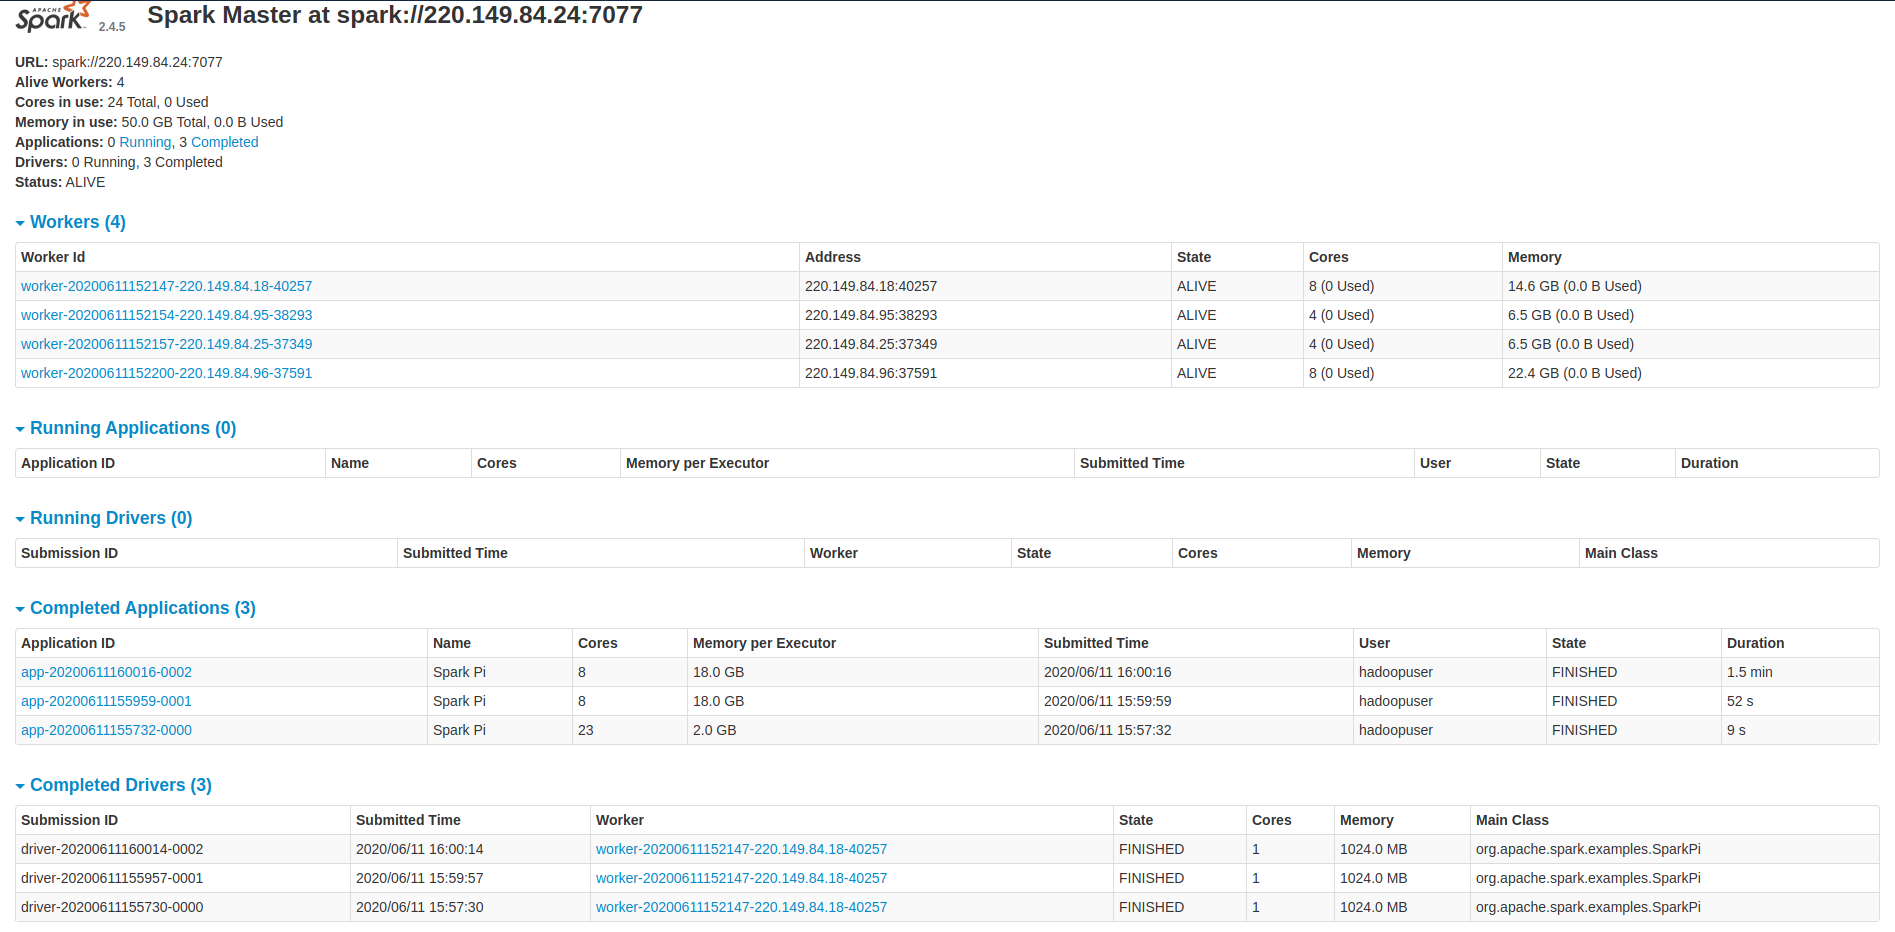 APACHE
Spark 2.4.5 Spark Master at spark://220.149.84.24:7077
URL: spark://220.149.84.24:7077
Alive Workers: 4
Cores in use: 24 Total, 0 Used
Memory in use: 50.0 GB Total, 0.0 B Used
Applications: 0 Running, 3 Completed
Drivers: 0 Running, 3 Completed
Status: ALIVE
Workers (4)
Worker Id Address State Cores Memory
worker-20200611152147-220.149.84.18-40257 220.149.84.18:40257 ALIVE 8 (0 Used) 14.6 GB (0.0 B Used)
worker-20200611152154-220.149.84.95-38293 220.149.84.95:38293 ALIVE 4 (0 Used) 6.5 GB (0.0 B Used)
worker-20200611152157-220.149.84.25-37349 220.149.84.25:37349 ALIVE 4 (0 Used) 6.5 GB (0.0 B Used)
worker-20200611152200-220.149.84.96-37591 220.149.84.96:37591 ALIVE 8 (0 Used) 22.4 GB (0.0 B Used)
Running Applications (0)
Application ID Name Cores Memory per Executor Submitted Time User State Duration
Running Drivers (0)
Submission ID Submitted Time Worker State Cores Memory Main Class
Completed Applications (3)
Application ID Name Cores Memory per Executor Submitted Time User State Duration
app-20200611160016-0002 Spark Pi 8 18.0 GB 2020/06/11 16:00:16 hadoopuser FINISHED 1.5 min
app-20200611155959-0001 Spark Pi 8 18.0 GB 2020/06/11 15:59:59 hadoopuser FINISHED 52 s
app-20200611155732-0000 Spark Pi 23 2.0 GB 2020/06/11 15:57:32 hadoopuser FINISHED 9 s
Completed Drivers (3)
Submission ID Submitted Time Worker State Cores Memory Main Class
driver-20200611160014-0002 2020/06/11 16:00:14 worker-20200611152147-220.149.84.18-40257 FINISHED 1 1024.0 MB org.apache.spark.examples.SparkPi
driver-20200611155957-0001 2020/06/11 15:59:57 worker-20200611152147-220.149.84.18-40257 FINISHED 1 1024.0 MB org.apache.spark.examples.SparkPi
driver-20200611155730-0000 2020/06/11 15:57:30 worker-20200611152147-220.149.84.18-40257 FINISHED 1 1024.0 MB org.apache.spark.examples.SparkPi